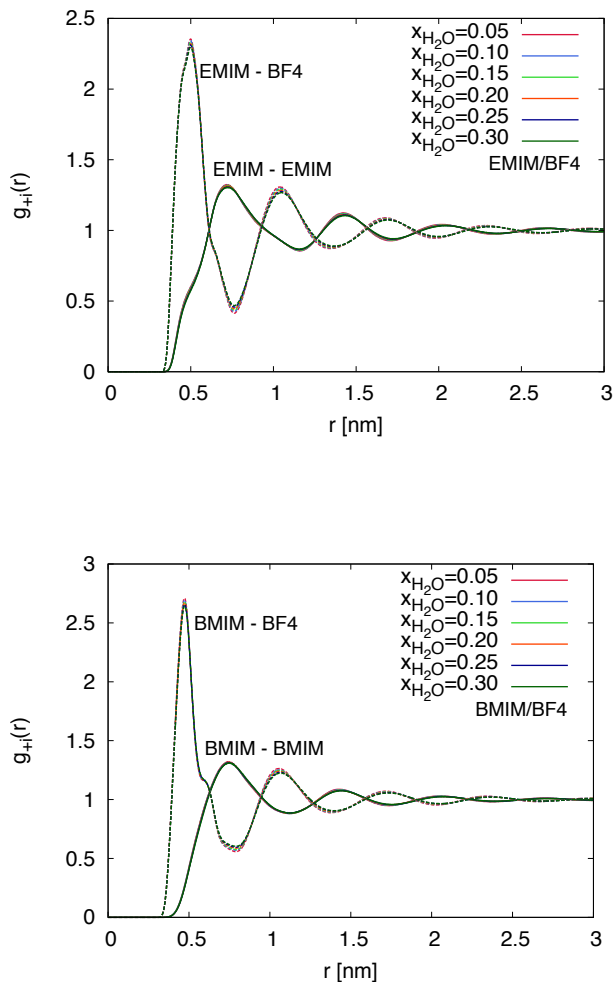 2.5
2
1.5
1
0.5
0
g+i(r)
EMIM - BF4
EMIM - EMIM
xH2O=0.05
xH2O=0.10
xH2O=0.15
xH2O=0.20
xH2O=0.25
xH2O=0.30
EMIM/BF4
0 0.5 1 1.5 2 2.5 3
r [nm]
3
2.5
2
1.5
1
0.5
0
g+i(r)
BMIM - BF4
BMIM - BMIM
xH2O=0.05
xH2O=0.10
xH2O=0.15
xH2O=0.20
xH2O=0.25
xH2O=0.30
BMIM/BF4
0 0.5 1 1.5 2 2.5 3
r [nm]